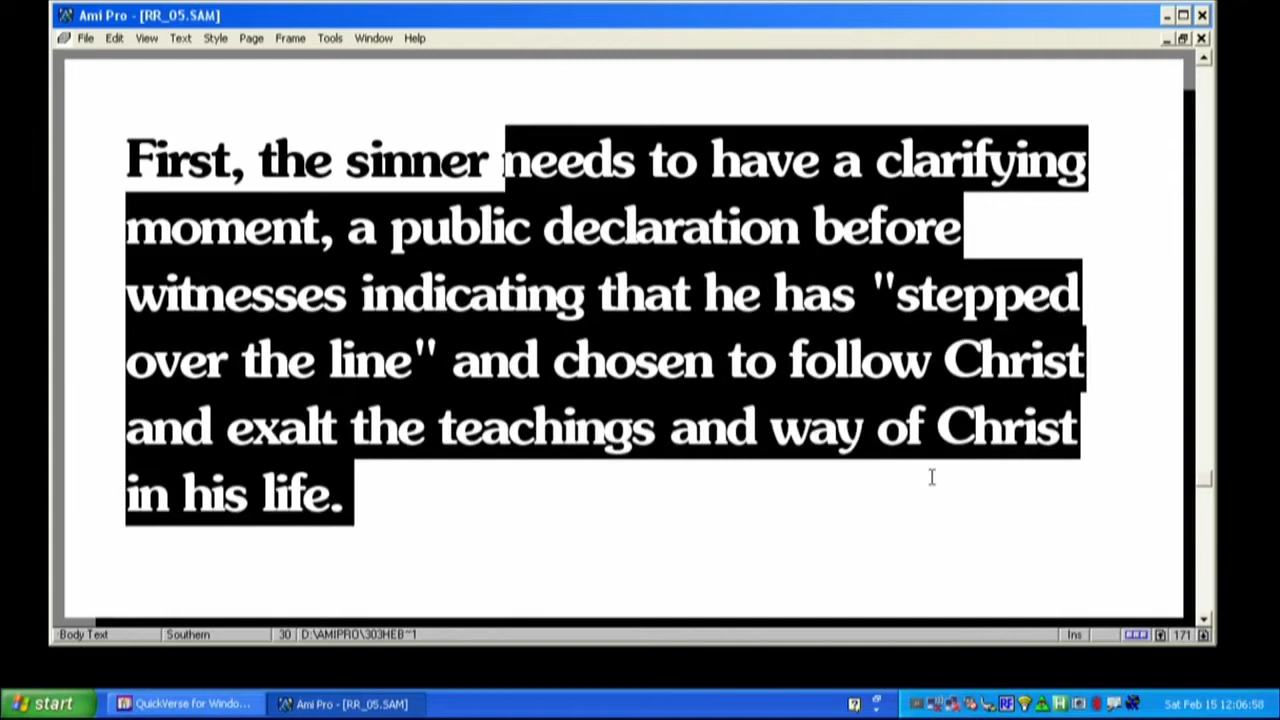 Ami Pro - [RR_05.SAM]
File Edit View Text Style Page Frame Tools Window Help
First, the sinner needs to have a clarifying
moment, a public declaration before
witnesses indicating that he has "stepped
over the line" and chosen to follow Christ
and exalt the teachings and way of Christ
in his life.
Body Text Southern 30 D:\AMIPRO\303HEB~1 Ins 171
start QuickVerse for Windo... Ami Pro - [RR_05.SAM] Sat Feb 15 12:06:58